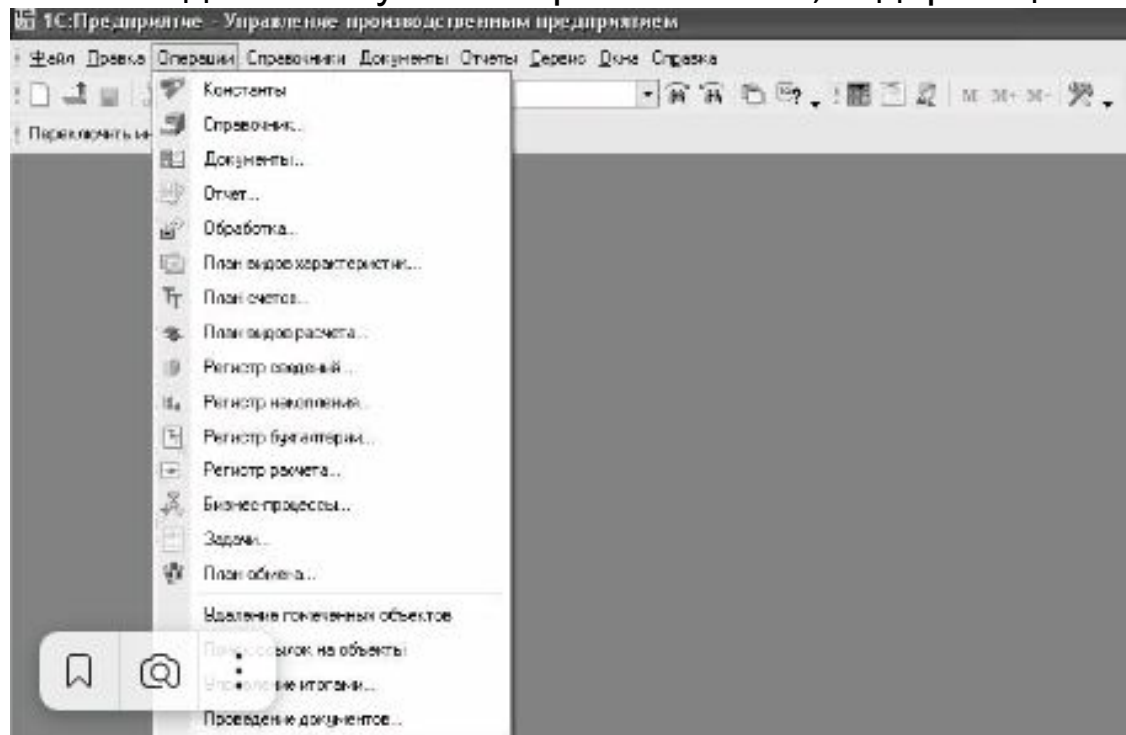 1С:Предприятие - Управление производственным предприятием
Файл Правка Операции Справочники Документы Отчеты Сервис Окна Справка
M M+ M-
Переключить
Константы
Справочник...
Документы...
Отчет...
Обработка...
План видов характеристик...
План счетов...
План видов расчета...
Регистр сведений...
Регистр накопления...
Регистр бухгалтерии...
Регистр расчета...
Бизнес-процессы...
Задачи...
План обмена...
Удаление помеченных объектов
на объекты
итогами...
Проведение документов...